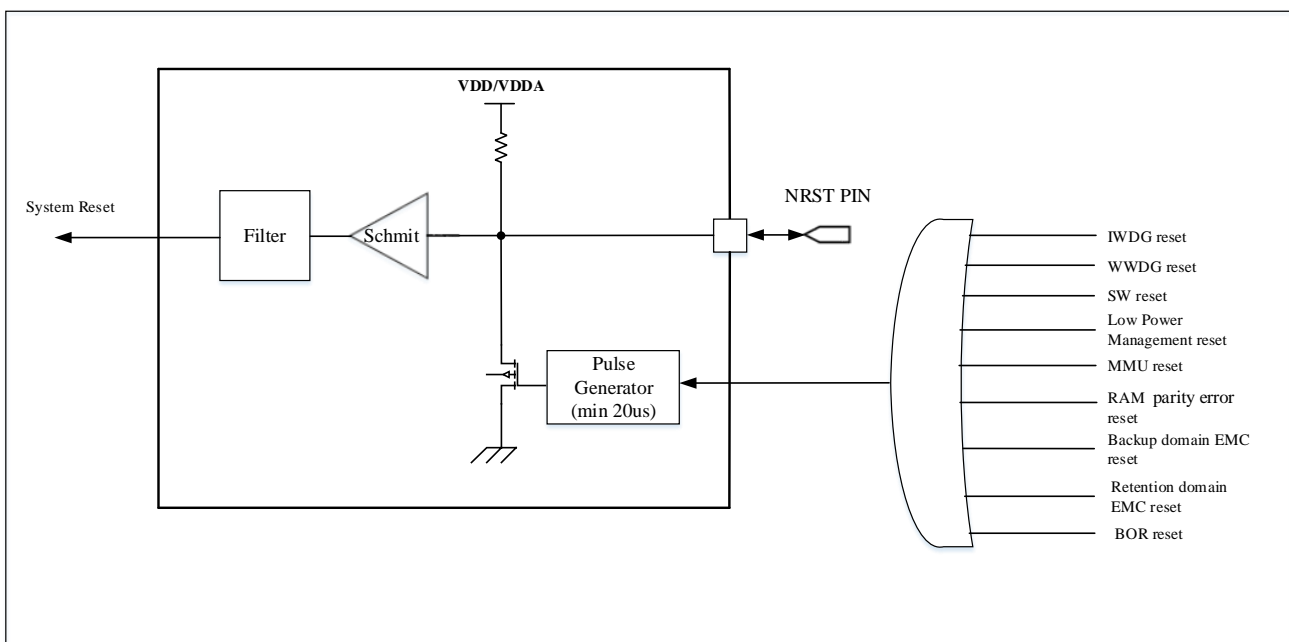 VDD/VDDA
NRST PIN
System Reset
Filter
Schmit
Pulse
Generator
(min 20us)
IWDG reset
WWDG reset
SW reset
Low Power
Management reset
MMU reset
RAM parity error
reset
Backup domain EMC
reset
Retention domain
EMC reset
BOR reset